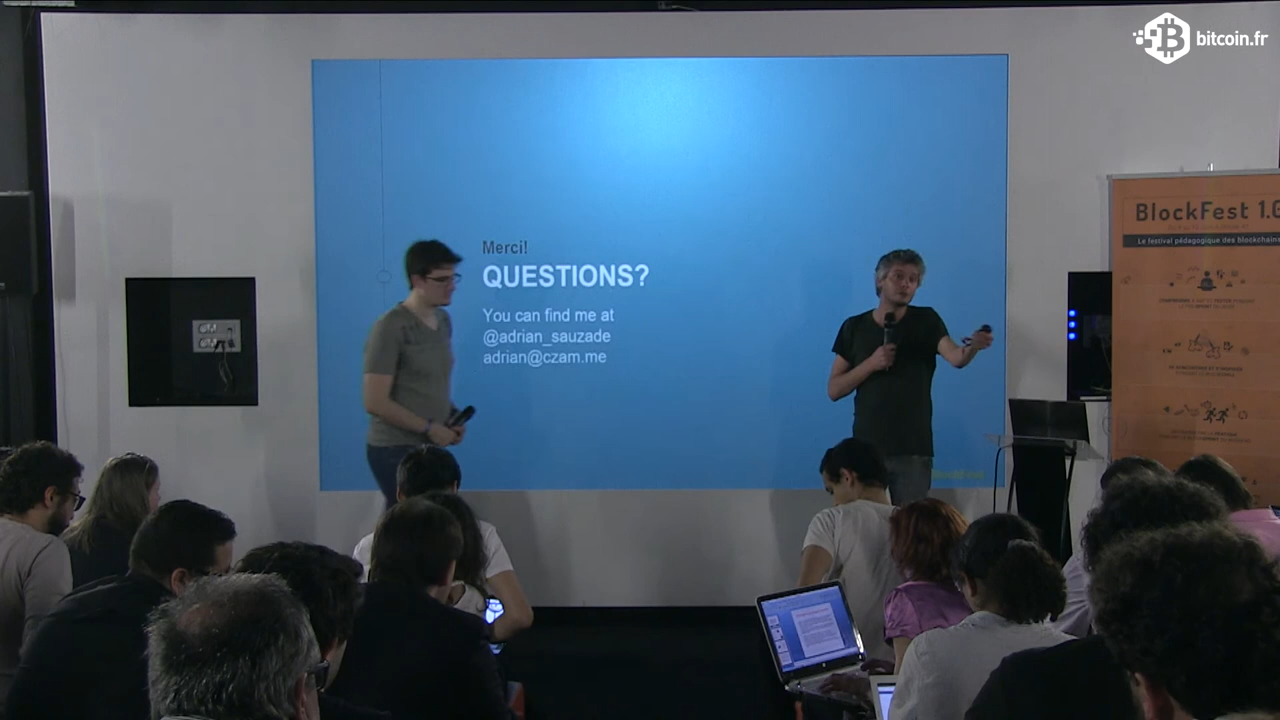 bitcoin.fr
Merci!
QUESTIONS?
You can find me at
@adrian_sauzade
adrian@czam.me
BlockFest 1.0
Le festival pédagogique des blockchains